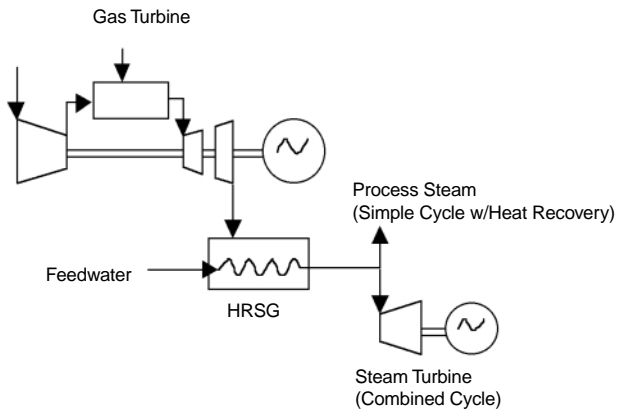 Gas Turbine
Process Steam
(Simple Cycle w/Heat Recovery)
Feedwater
HRSG
Steam Turbine
(Combined Cycle)